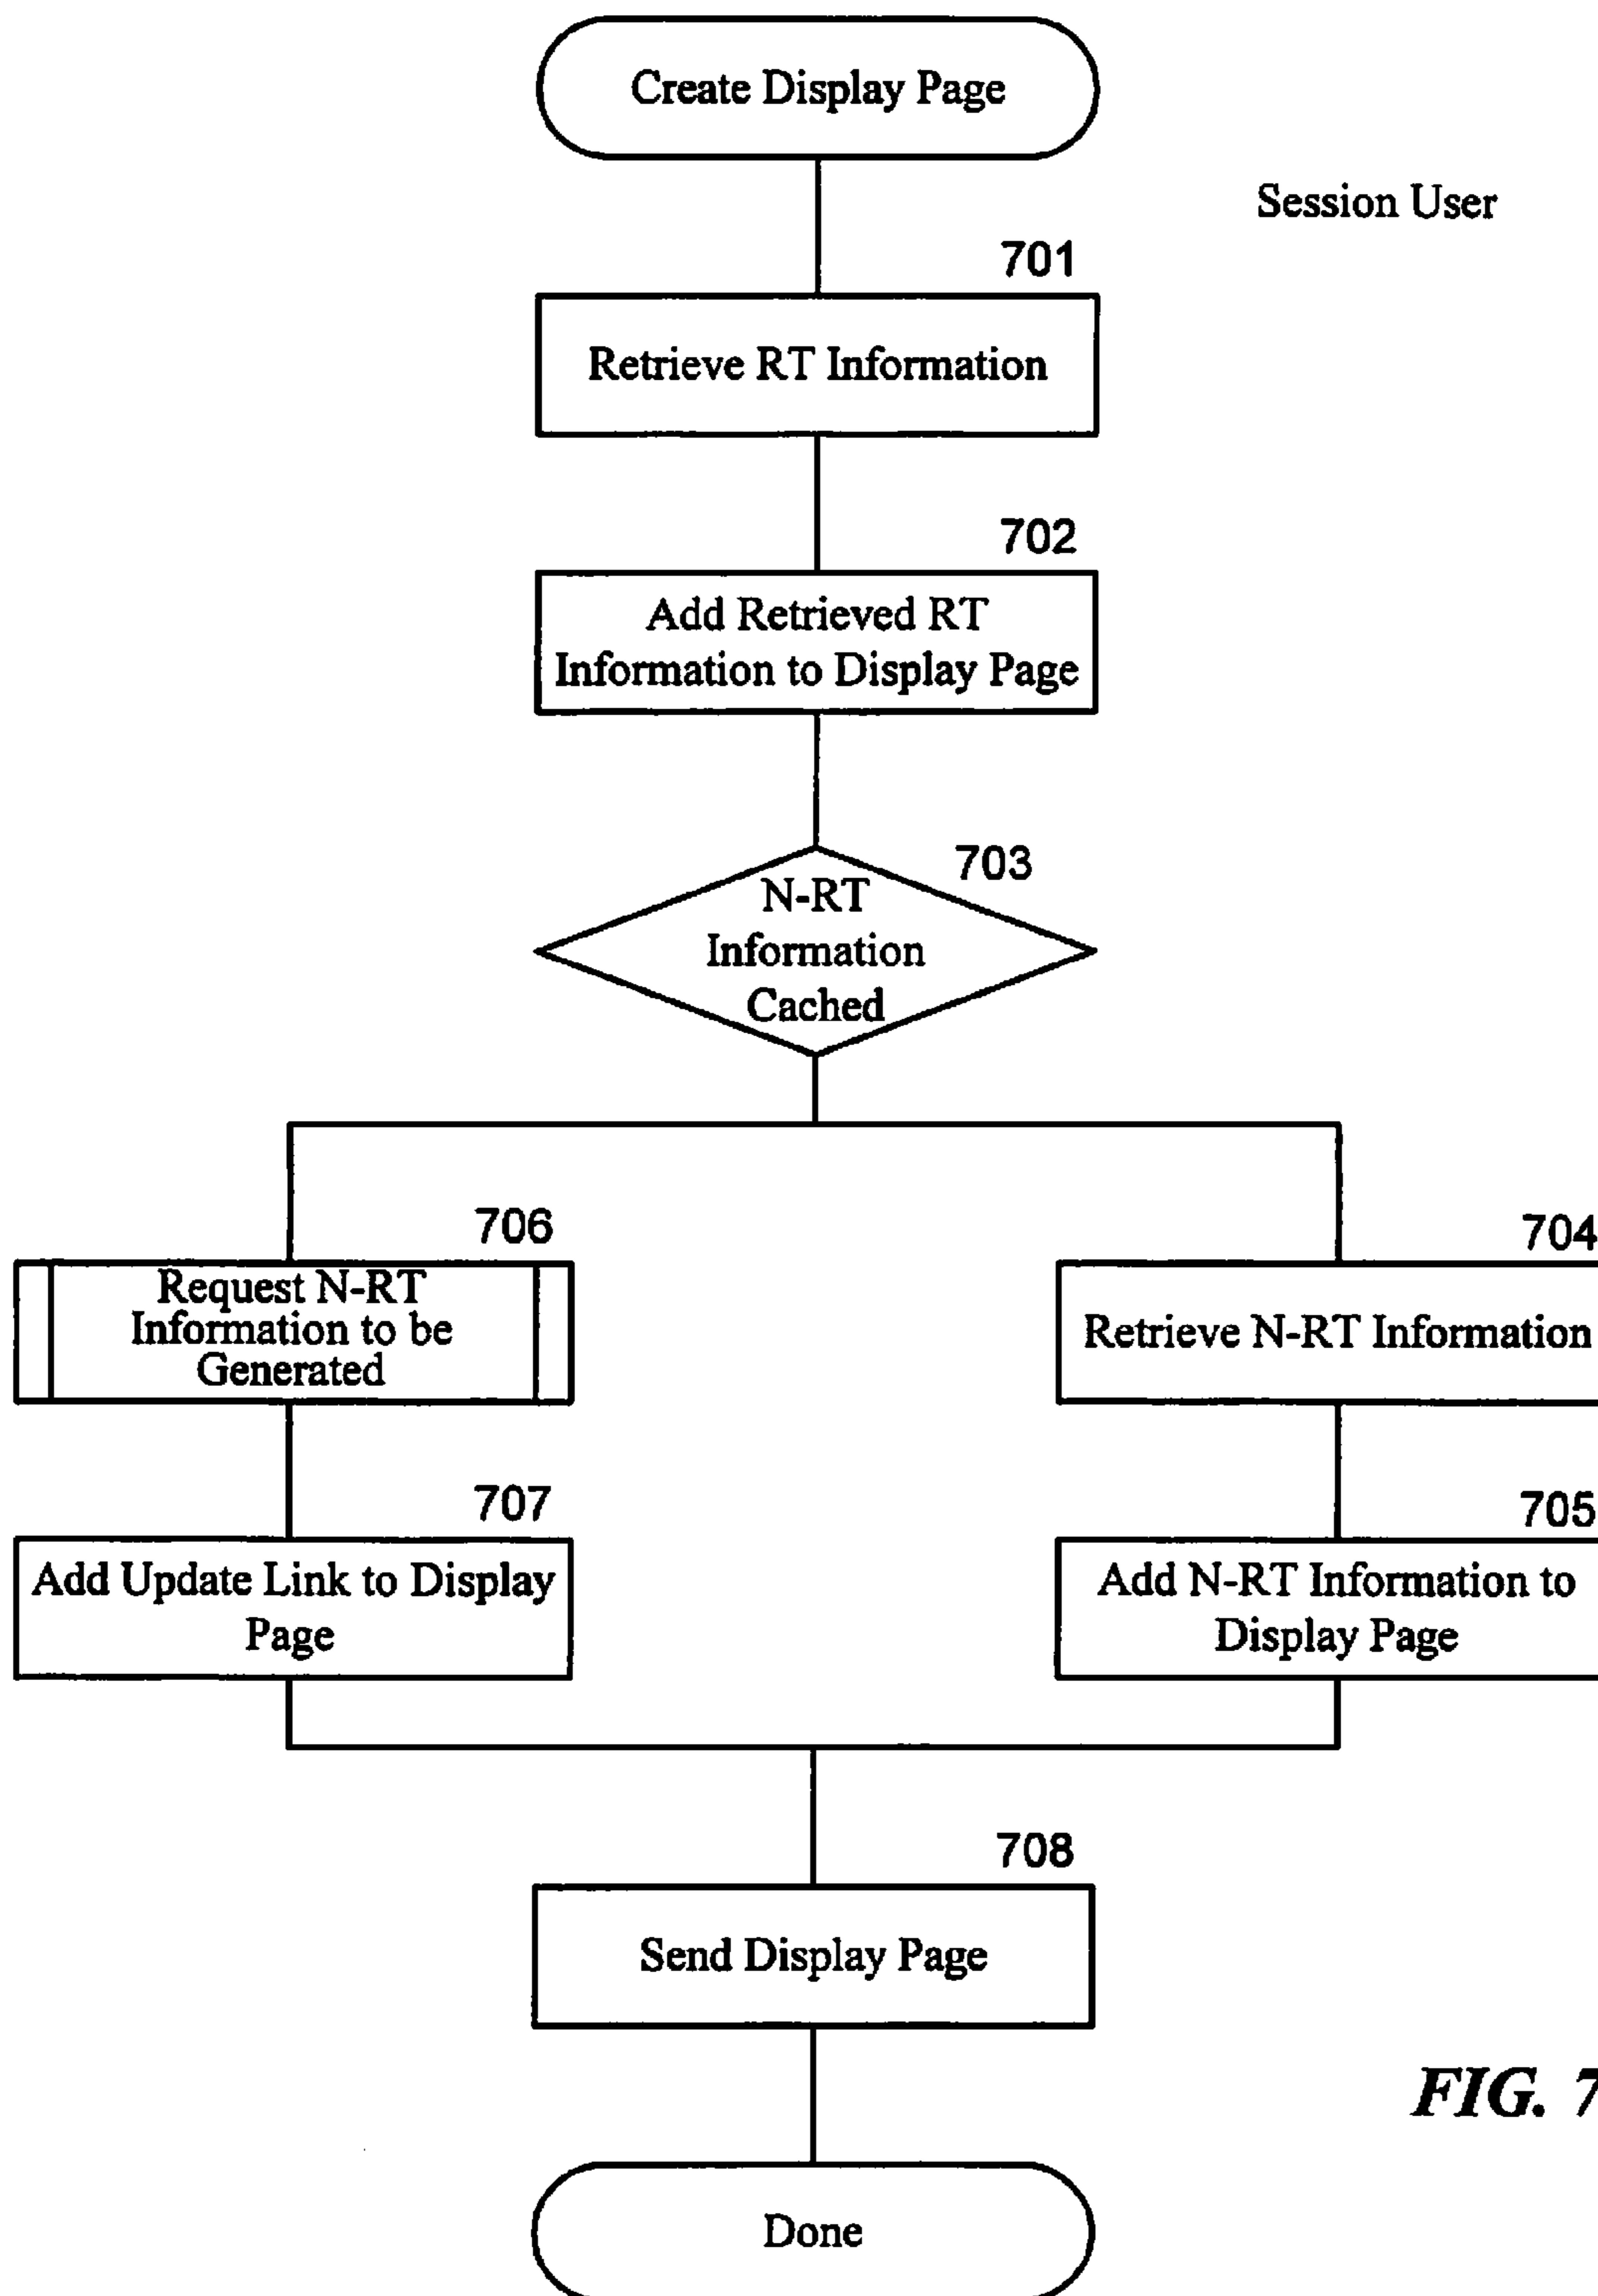 Create Display Page
Session User
701
Retrieve RT Information
702
Add Retrieved RT
Information to Display Page
703
N-RT
Information
Cached
706
Request N-RT
Information to be
Generated
704
Retrieve N-RT Information
707
Add Update Link to Display
Page
705
Add N-RT Information to
Display Page
708
Send Display Page
FIG. 7
Done